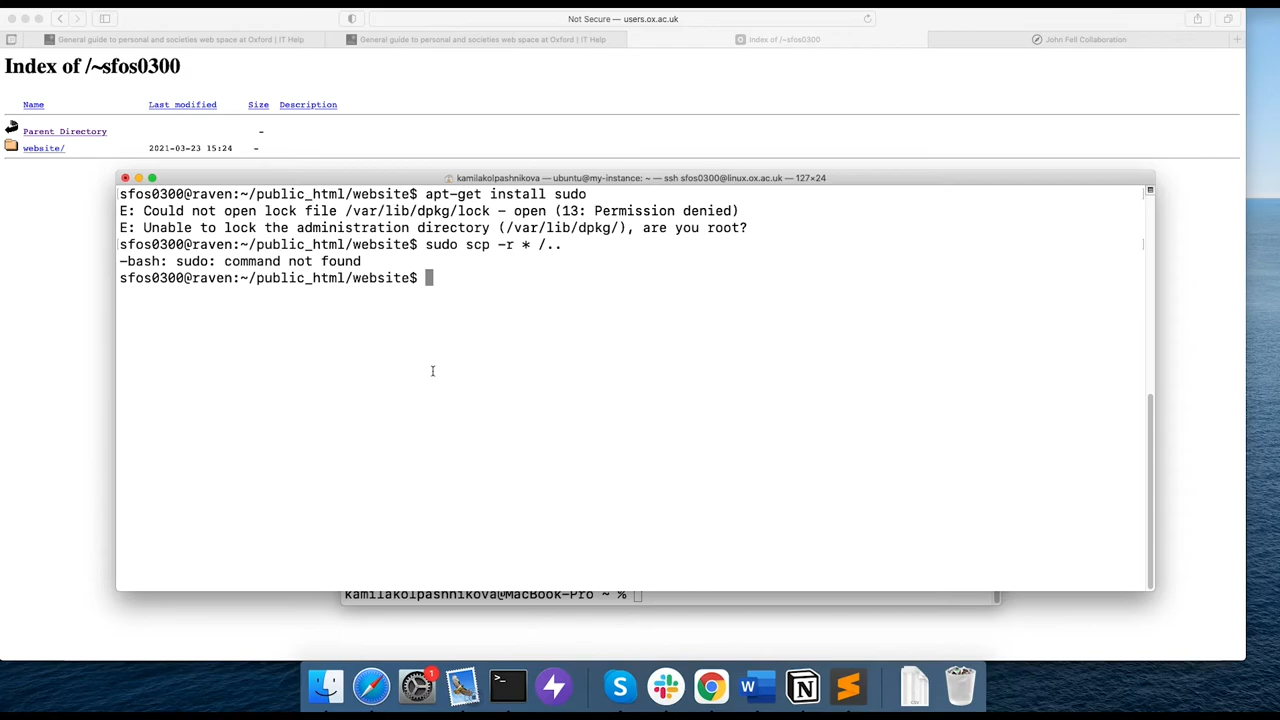 Not Secure — users.ox.ac.uk
General guide to personal and societies web space at Oxford | IT Help
General guide to personal and societies web space at Oxford | IT Help
Index of /~sfos0300
John Fell Collaboration
Index of /~sfos0300
Name Last modified Size Description
Parent Directory -
website/ 2021-03-23 15:24 -
kamilakolpashnikova — ubuntu@my-instance: ~ — ssh sfos0300@linux.ox.ac.uk — 127×24
sfos0300@raven:~/public_html/website$ apt-get install sudo
E: Could not open lock file /var/lib/dpkg/lock - open (13: Permission denied)
E: Unable to lock the administration directory (/var/lib/dpkg/), are you root?
sfos0300@raven:~/public_html/website$ sudo scp -r * /..
-bash: sudo: command not found
sfos0300@raven:~/public_html/website$
kamilakolpashnikova@MacBook-Pro ~ %
1
>_
S
W
N
S